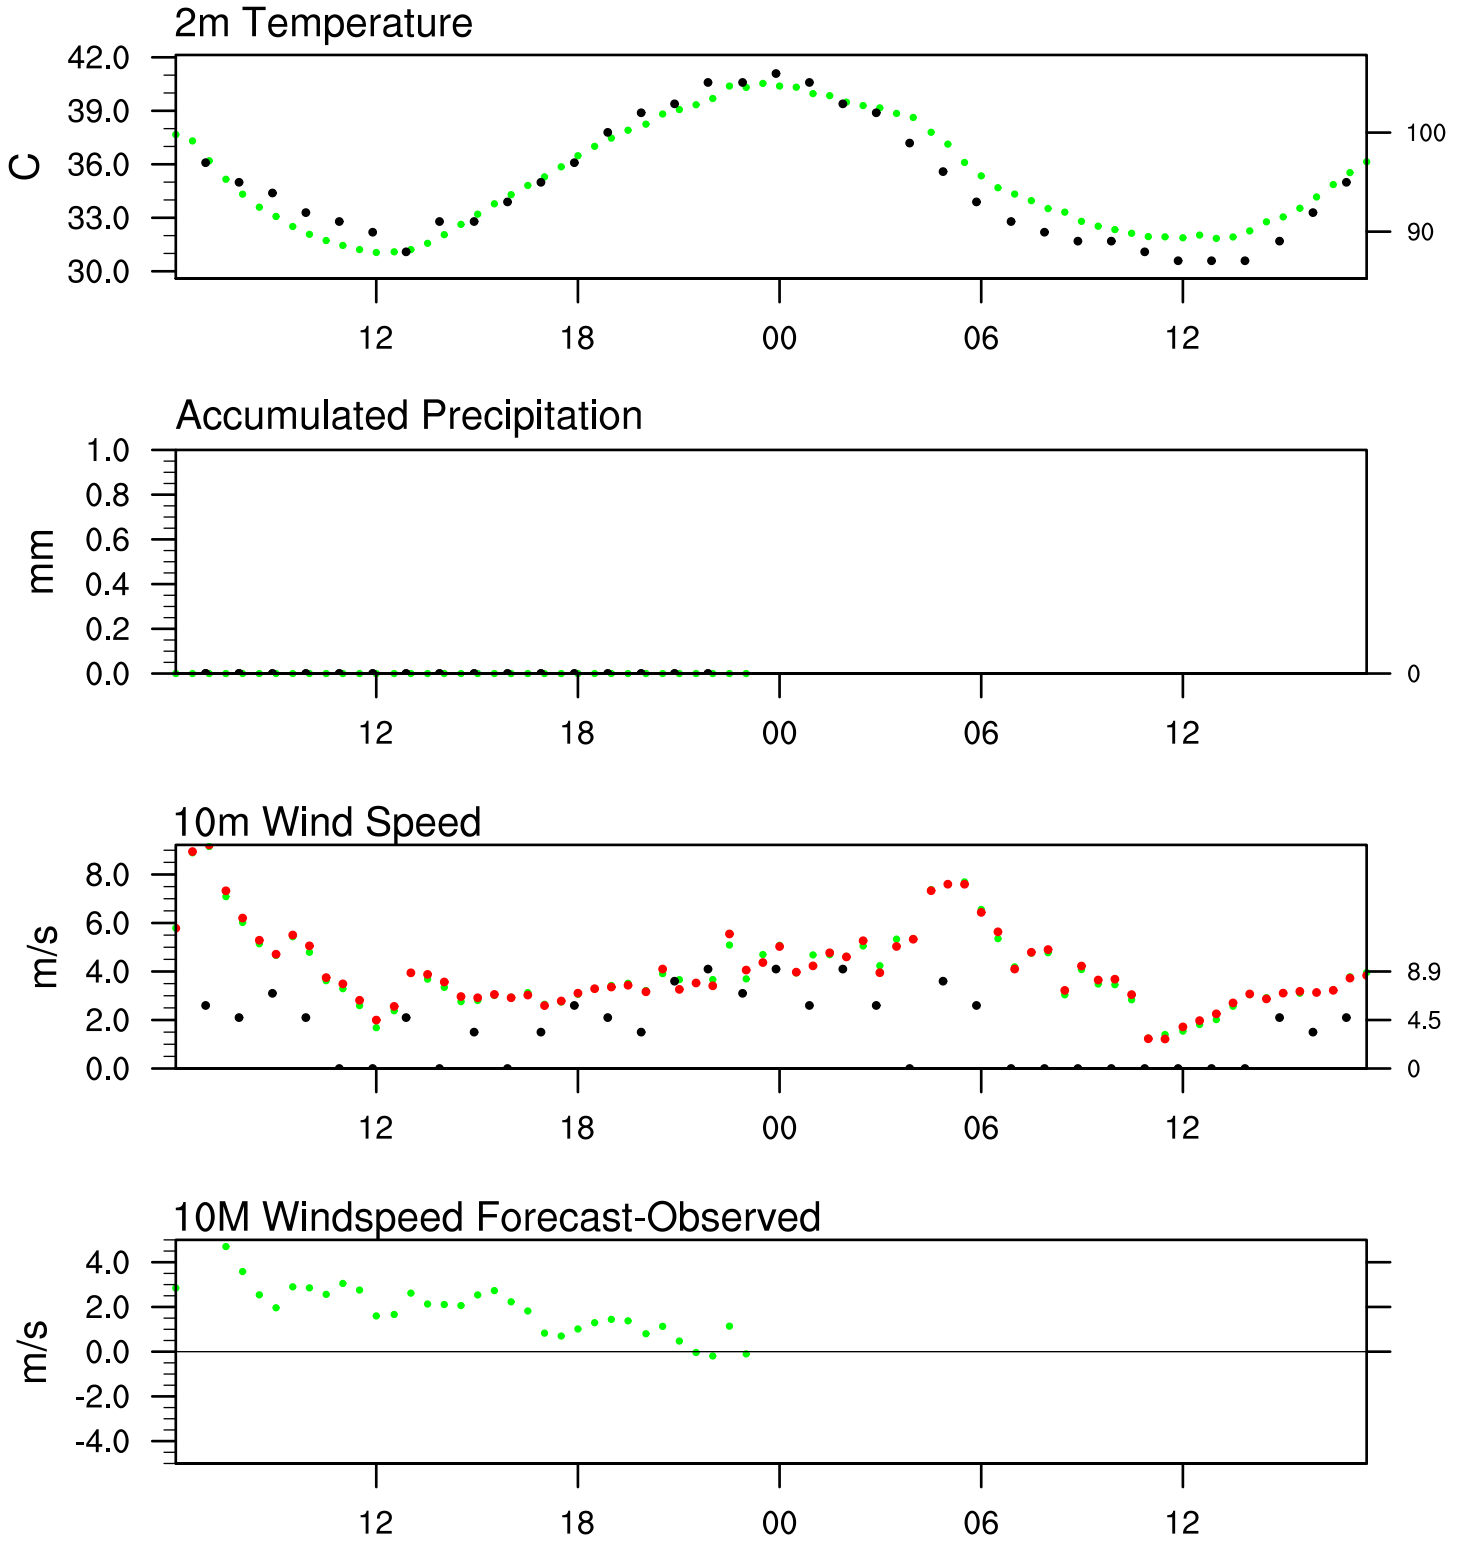 2m Temperature
42.0
39.0
36.0
33.0
30.0
C
100
90
12 18 00 06 12
Accumulated Precipitation
1.0
0.8
0.6
0.4
0.2
0.0
mm
0
12 18 00 06 12
10m Wind Speed
8.0
6.0
4.0
2.0
0.0
m/s
8.9
4.5
0
12 18 00 06 12
10M Windspeed Forecast-Observed
4.0
2.0
0.0
-2.0
-4.0
m/s
12 18 00 06 12